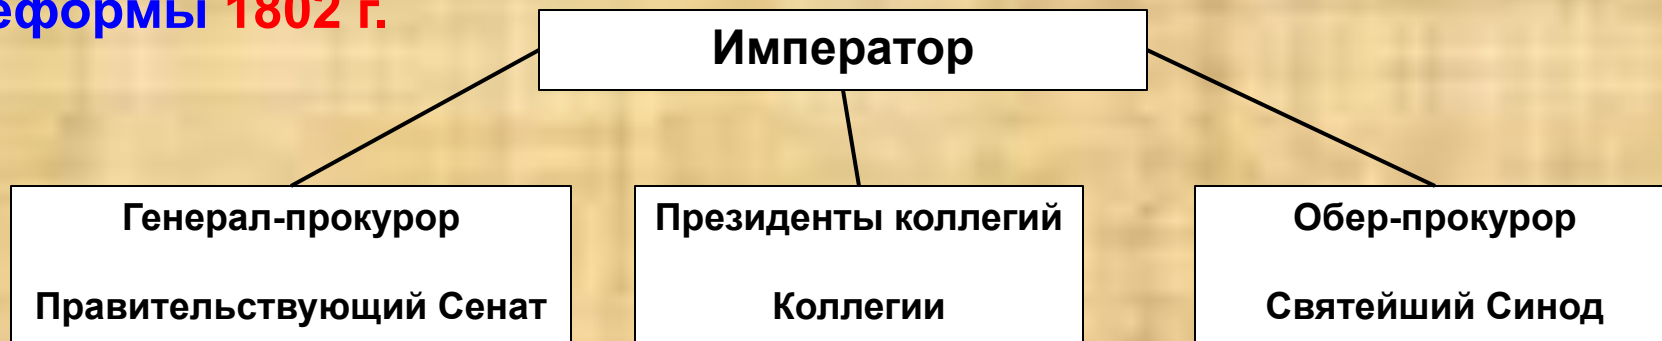 еформы 1802 г.
Император
Генерал-прокурор
Правительствующий Сенат
Президенты коллегий
Коллегии
Обер-прокурор
Святейший Синод